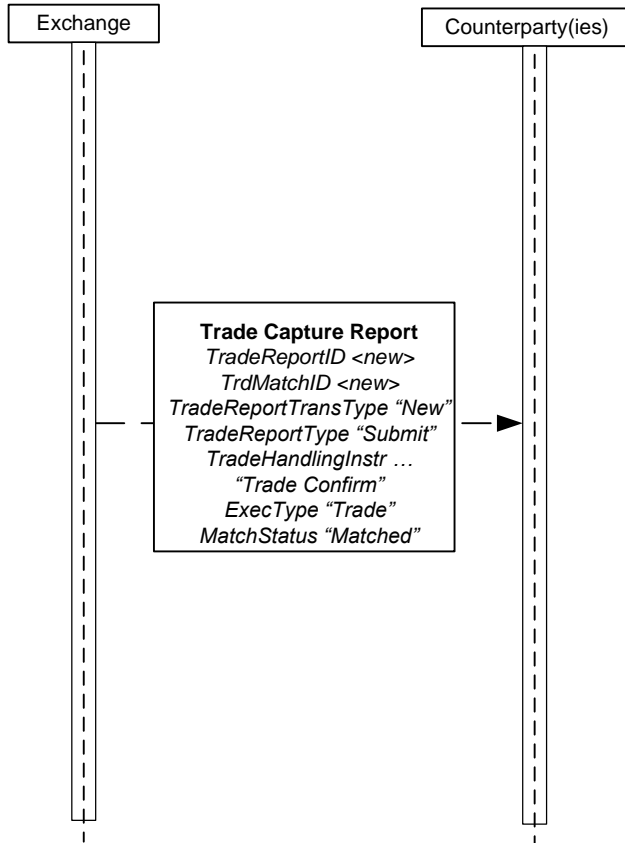 Exchange
Counterparty(ies)
Trade Capture Report
TradeReportID <new>
TrdMatchID <new>
TradeReportTransType “New”
TradeReportType “Submit”
TradeHandlingInstr …
“Trade Confirm”
ExecType “Trade”
MatchStatus “Matched”